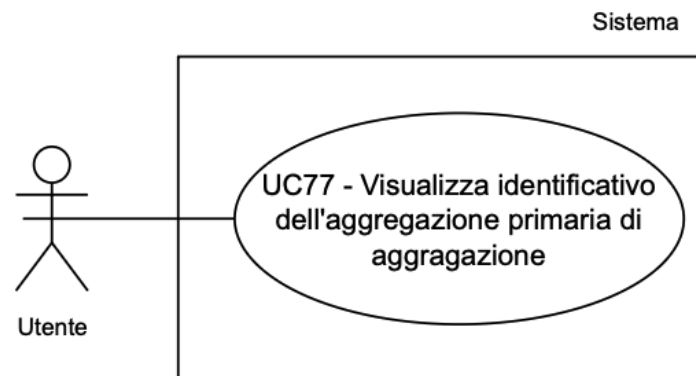 Sistema
UC77 - Visualizza identificativo
dell'aggregazione primaria di
aggragazione
Utente